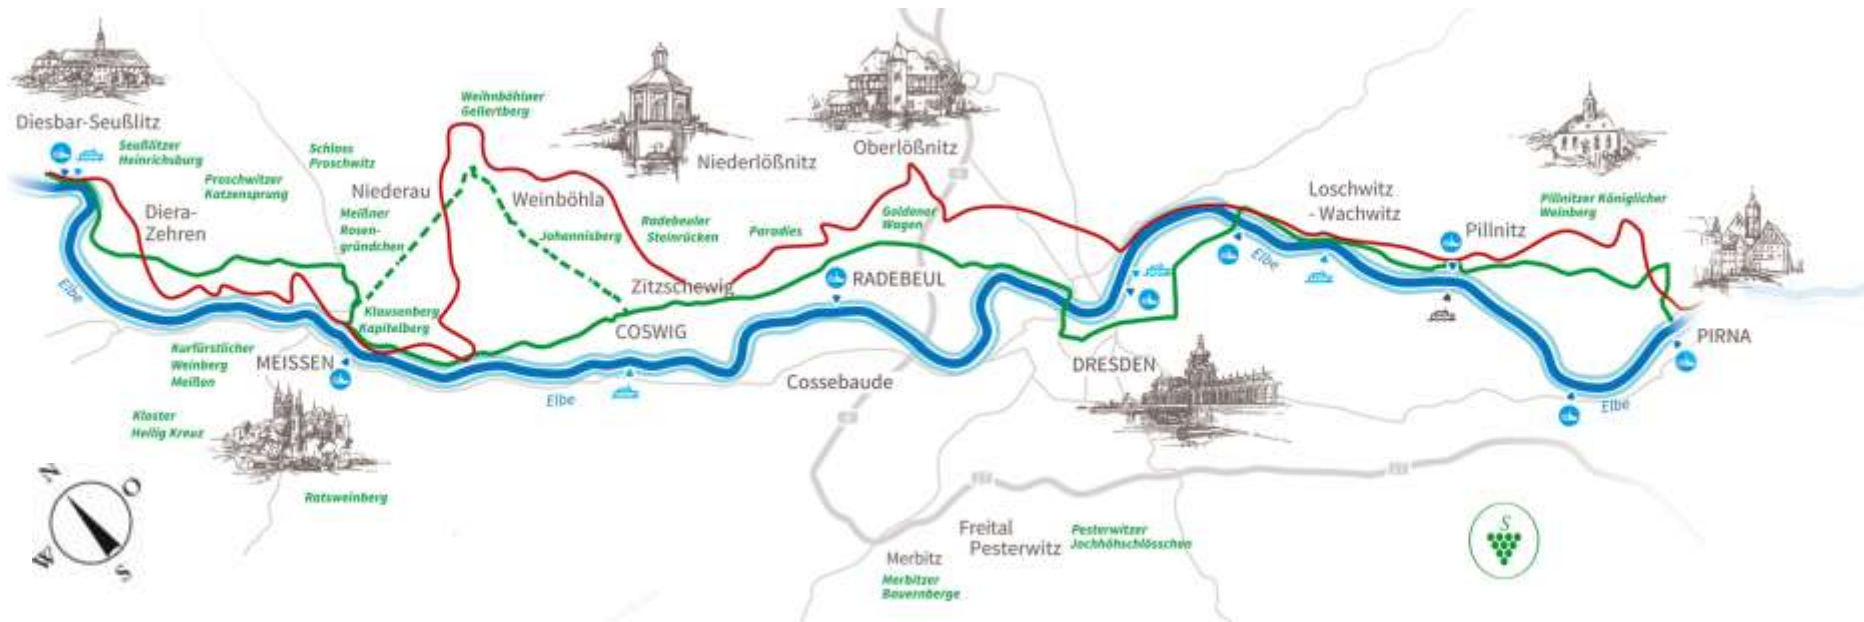 Diesbar-Seußlitz
Seußlitzer
Heinrichsburg
Proschwitzer
Katzensprung
Diera-
Zehren
Elbe
Schloss
Proschwitz
Niederau
Meißner
Rosen-
gründchen
Weihnböhlner
Gellertberg
Weinböhla
Johannisberg
Niederlößnitz
Radebeuler
Steinrücken
Paradies
Oberlößnitz
Goldener
Wagen
Zitzschewig
RADEBEUL
Klausenberg
Kapitelberg
COSWIG
Kurfürstlicher
Weinberg
Meißen
MEISSEN
Kloster
Heilig Kreuz
Ratsweinberg
Elbe
Cossebaude
DRESDEN
Elbe
Loschwitz
- Wachwitz
Pillnitz
Pillnitzer Königlicher
Weinberg
PIRNA
Elbe
Freital
Pesterwitz
Pesterwitzer
Jochhöhschlösschen
Merbitz
Merbitzer
Bauernberge
N
O
W
S
S